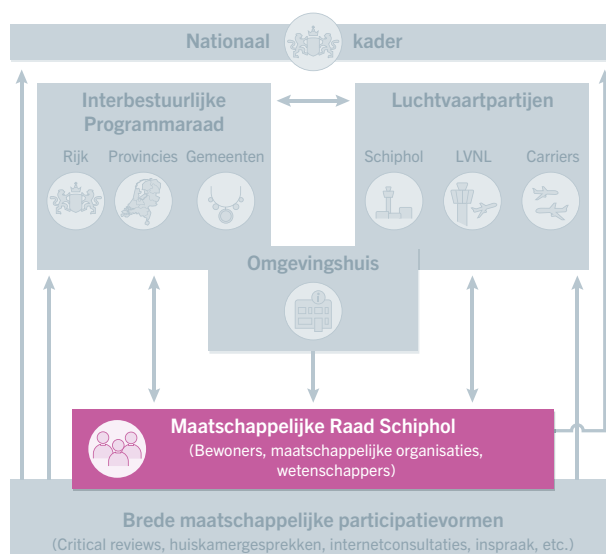 Nationaal kader
Interbestuurlijke
Programmaraad
Rijk Provincies Gemeenten
Luchtvaartpartijen
Schiphol LVNL Carriers
Omgevingshuis
Maatschappelijke Raad Schiphol
(Bewoners, maatschappelijke organisaties,
wetenschappers)
Brede maatschappelijke participatievormen
(Critical reviews, huiskamergesprekken, internetconsultaties, inspraak, etc.)